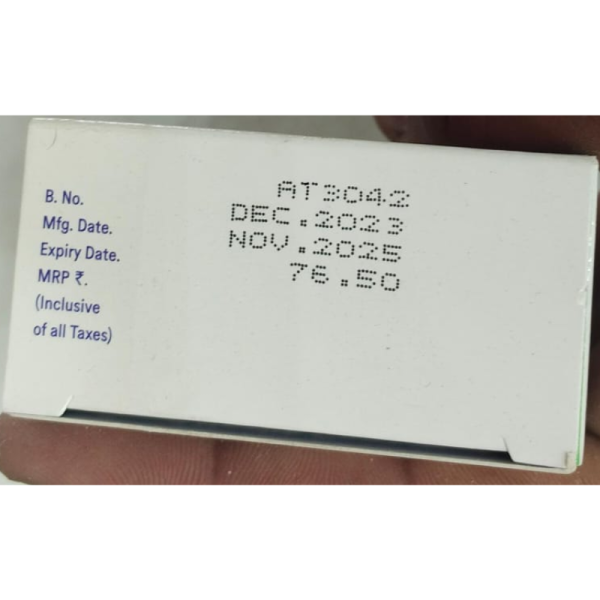 B. No. AT3042
Mfg. Date. DEC.2023
Expiry Date. NOV.2025
MRP ₹. 76.50
(Inclusive
of all Taxes)